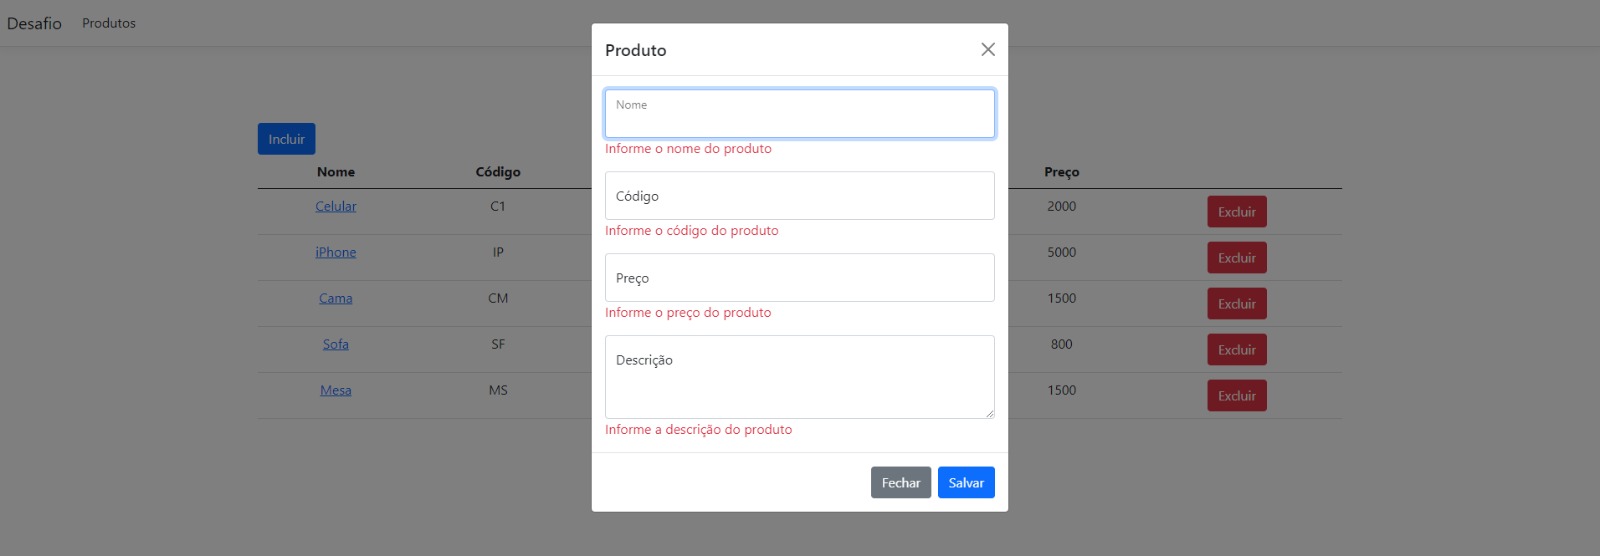 Desafio Produtos
Produto
Nome
Informe o nome do produto
Código
Informe o código do produto
Preço
Informe o preço do produto
Descrição
Informe a descrição do produto
Fechar Salvar
Incluir
Nome Código Preço
Celular C1 2000 Excluir
iPhone IP 5000 Excluir
Cama CM 1500 Excluir
Sofa SF 800 Excluir
Mesa MS 1500 Excluir